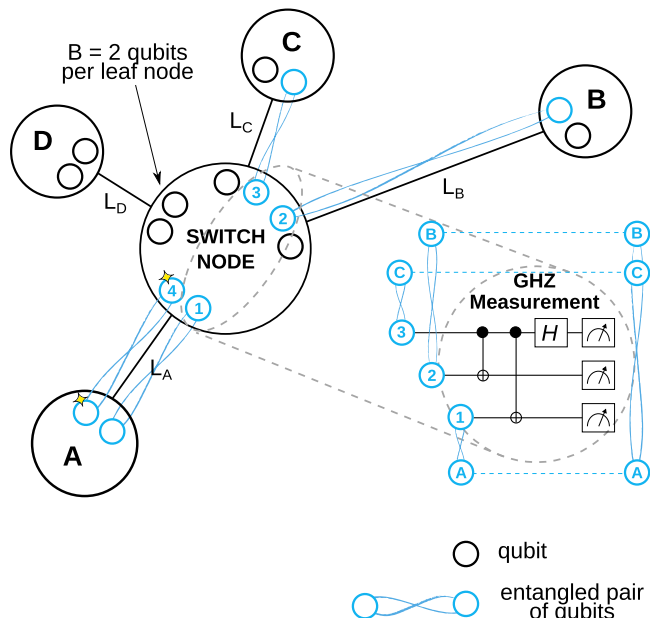 B = 2 qubits
per leaf node
C
B
D
L_C
L_B
L_D
3
2
SWITCH
NODE
4
1
L_A
A
B
B
C
C
GHZ
Measurement
3
H
2
1
A
A
qubit
entangled pair
of qubits